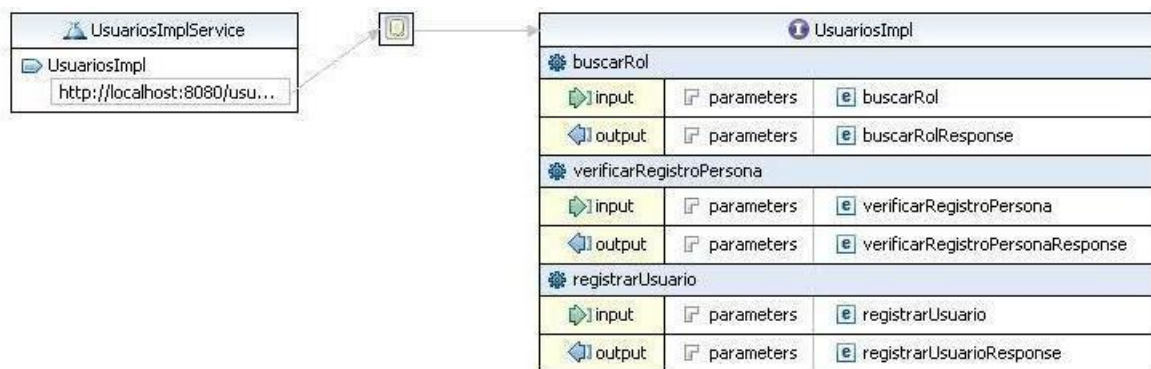 UsuariosImplService
UsuariosImpl
http://localhost:8080/usu...
UsuariosImpl
buscarRol
input parameters e buscarRol
output parameters e buscarRolResponse
verificarRegistroPersona
input parameters e verificarRegistroPersona
output parameters e verificarRegistroPersonaResponse
registrarUsuario
input parameters e registrarUsuario
output parameters e registrarUsuarioResponse